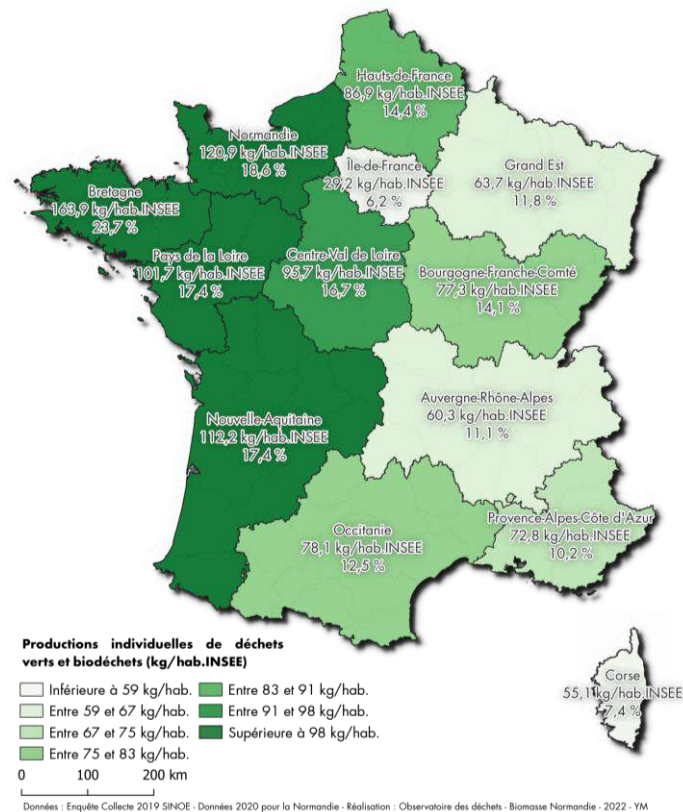 Hauts-de-France
86,9 kg/hab.INSEE
14,4 %
Normandie
120,9 kg/hab.INSEE
18,6 %
Île-de-France
29,2 kg/hab.INSEE
6,2 %
Grand Est
63,7 kg/hab.INSEE
11,8 %
Bretagne
163,9 kg/hab.INSEE
23,7 %
Pays de la Loire
101,7 kg/hab.INSEE
17,4 %
Centre-Val de Loire
95,7 kg/hab.INSEE
16,7 %
Bourgogne-Franche-Comté
77,3 kg/hab.INSEE
14,1 %
Auvergne-Rhône-Alpes
60,3 kg/hab.INSEE
11,1 %
Nouvelle-Aquitaine
112,2 kg/hab.INSEE
17,4 %
Occitanie
78,1 kg/hab.INSEE
12,5 %
Provence-Alpes-Côte d'Azur
72,8 kg/hab.INSEE
10,2 %
Corse
55,1 kg/hab.INSEE
7,4 %
Productions individuelles de déchets
verts et biodéchets (kg/hab.INSEE)
Inférieure à 59 kg/hab.
Entre 59 et 67 kg/hab.
Entre 67 et 75 kg/hab.
Entre 75 et 83 kg/hab.
Entre 83 et 91 kg/hab.
Entre 91 et 98 kg/hab.
Supérieure à 98 kg/hab.
0 100 200 km
Données : Enquête Collecte 2019 SINOE - Données 2020 pour la Normandie - Réalisation : Observatoire des déchets - Biomasse Normandie - 2022 - YM